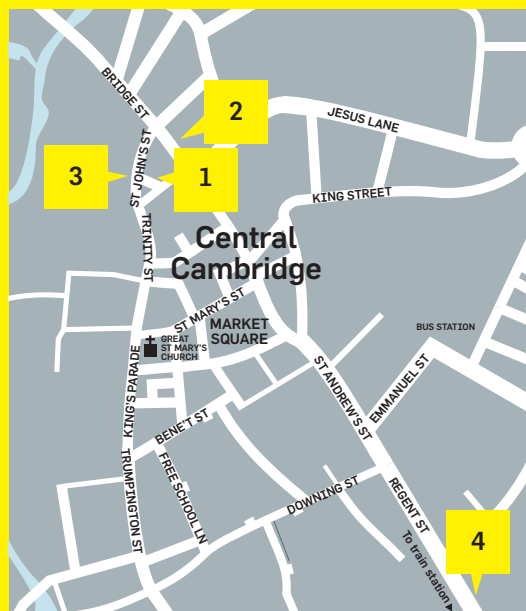 BRIDGE ST
2
JESUS LANE
3
ST JOHN'S ST
1
KING STREET
TRINITY ST
Central
Cambridge
ST MARY'S ST
MARKET
SQUARE
BUS STATION
GREAT
ST MARY'S
CHURCH
KING'S PARADE
ST ANDREW'S ST
EMMANUEL ST
BENE'T ST
TRUMPINGTON ST
FREE SCHOOL LN
DOWNING ST
REGENT ST
4
To train station